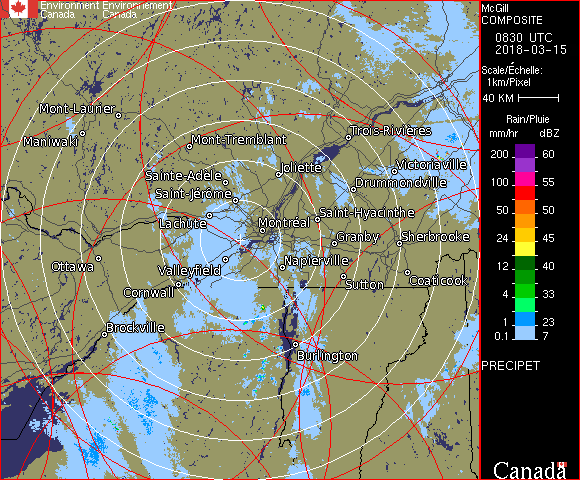 Environment Environnement
Canada Canada
McGill
COMPOSITE
0830 UTC
2018-03-15
Scale/Échelle:
1km/Pixel
40 KM
Rain/Pluie
mm/hr dBZ
200 60
100 55
50 50
24 45
12 40
4 33
1 23
0.1 7
PRECIPET
Canada
Mont-Laurier
Maniwaki
Mont-Tremblant
Trois-Rivières
Joliette
Victoriaville
Sainte-Adèle
Drummondville
Saint-Jérôme
Lachute
Saint-Hyacinthe
Montréal
Granby
Sherbrooke
Ottawa
Valleyfield
Napierville
Cornwall
Sutton
Coaticook
Brockville
Burlington